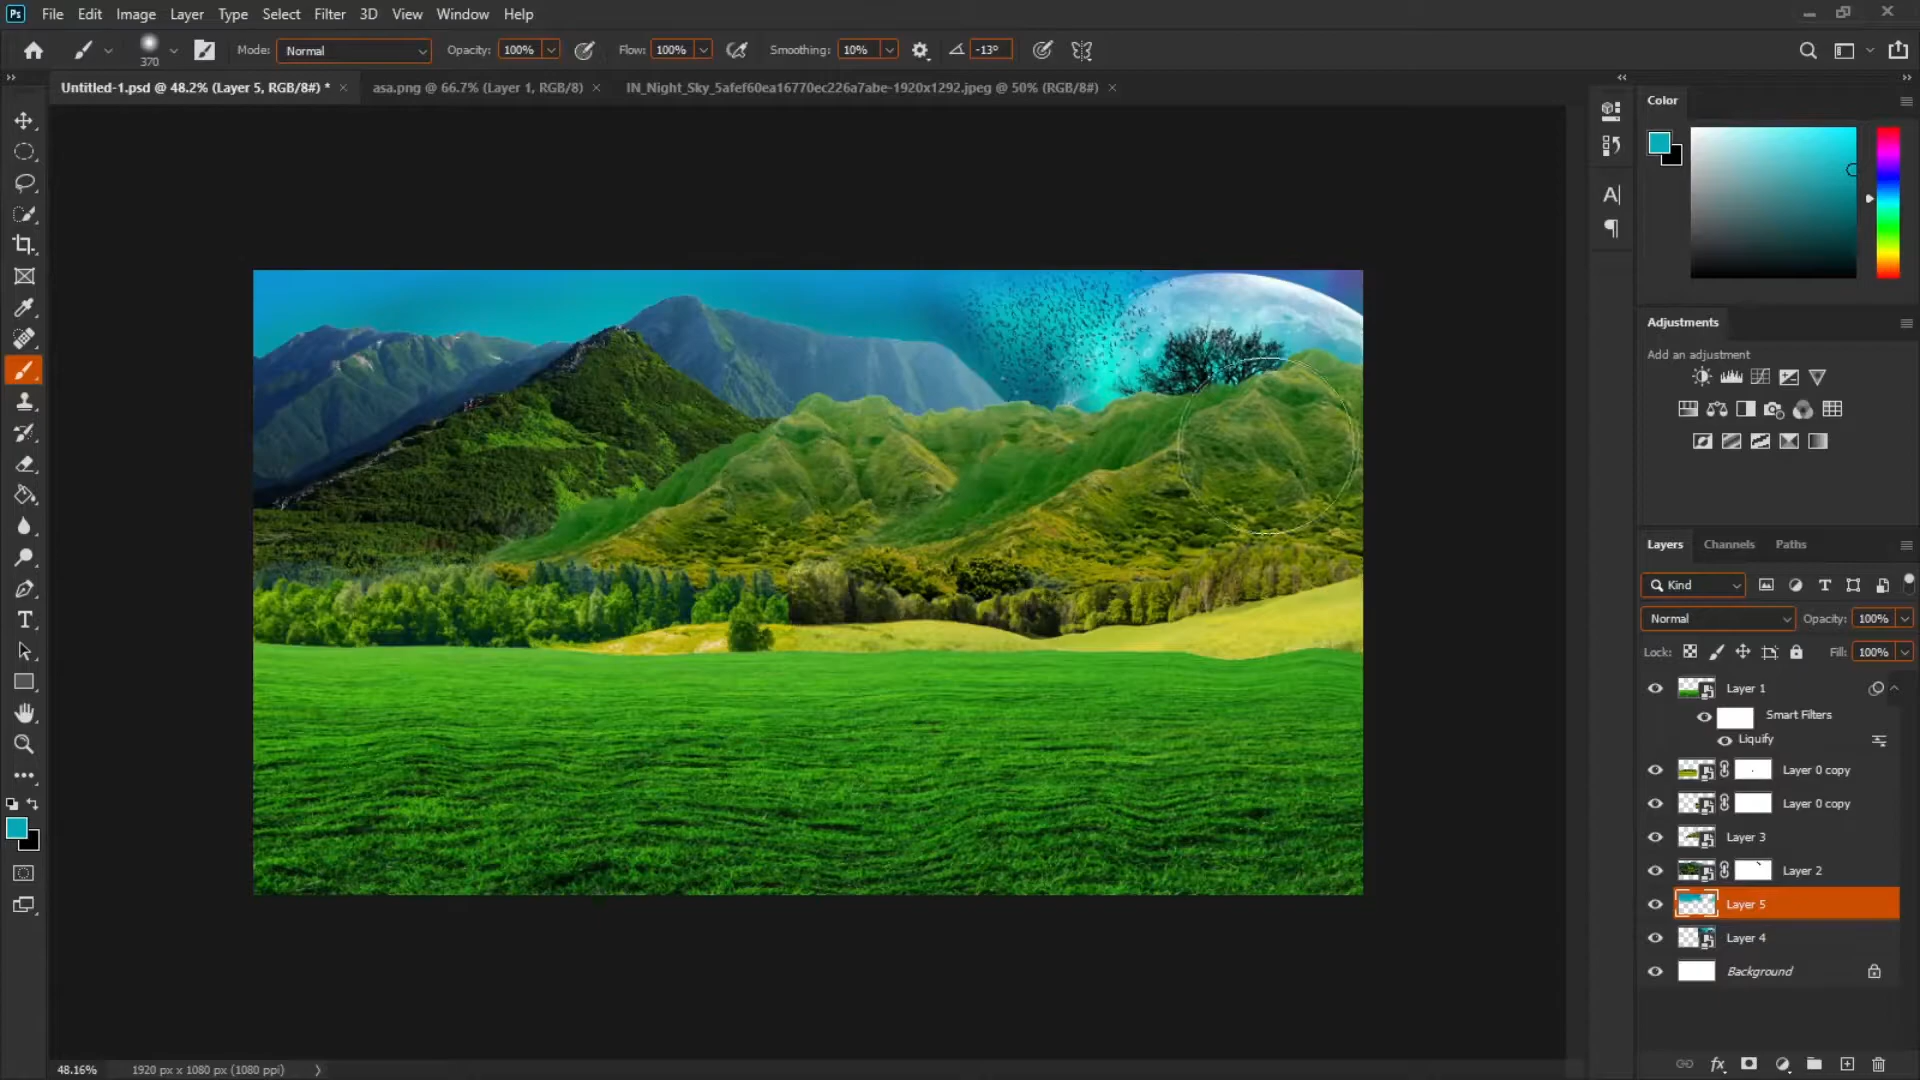 Ps File Edit Image Layer Type Select Filter 3D View Window Help
370 Mode: Normal Opacity: 100% Flow: 100% Smoothing: 10% -13°
Untitled-1.psd @ 48.2% (Layer 5, RGB/8#) * × asa.png @ 66.7% (Layer 1, RGB/8) × IN_Night_Sky_5afef60ea16770ec226a7abe-1920x1292.jpeg @ 50% (RGB/8#) ×
Color
Adjustments
Add an adjustment
Layers Channels Paths
Kind
Normal Opacity: 100%
Lock: Fill: 100%
Layer 1
Smart Filters
Liquify
Layer 0 copy
Layer 0 copy
Layer 3
Layer 2
Layer 5
Layer 4
Background
fx
48.16% 1920 px x 1080 px (1080 ppi)